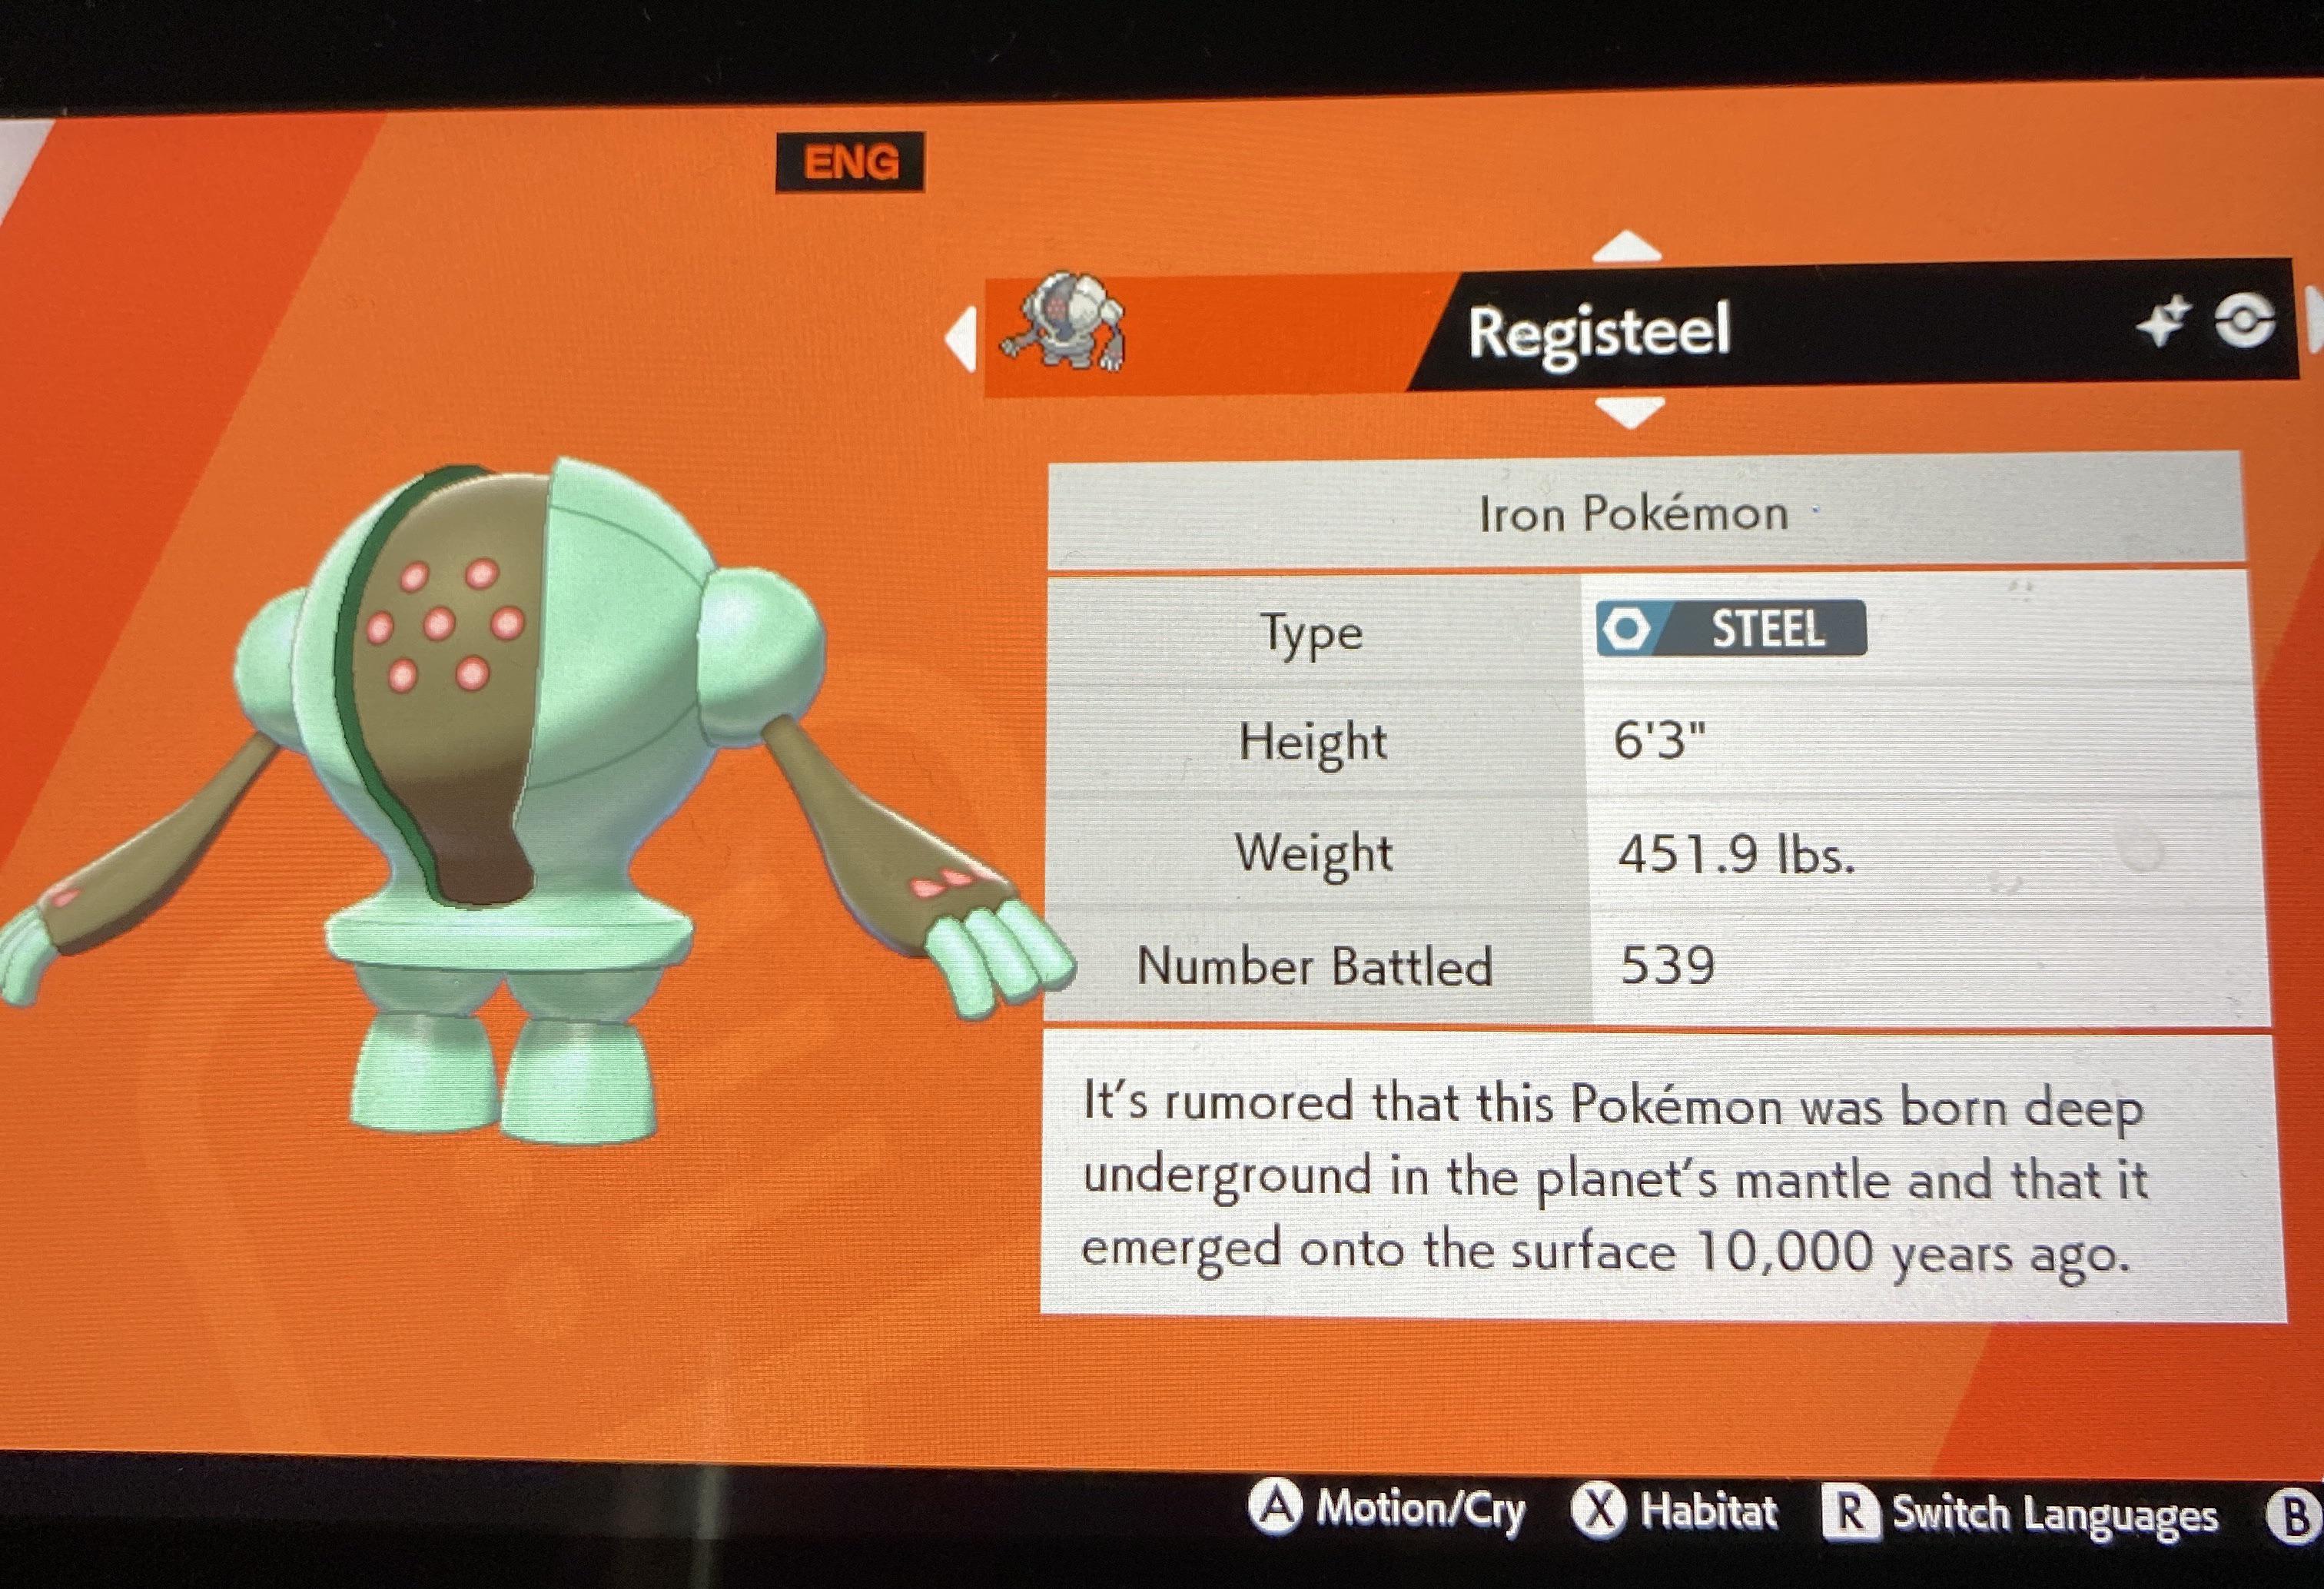 ENG
Registeel
Iron Pokémon
Type STEEL
Height 6'3"
Weight 451.9 lbs.
Number Battled 539
It's rumored that this Pokémon was born deep
underground in the planet's mantle and that it
emerged onto the surface 10,000 years ago.
A Motion/Cry X Habitat R Switch Languages B